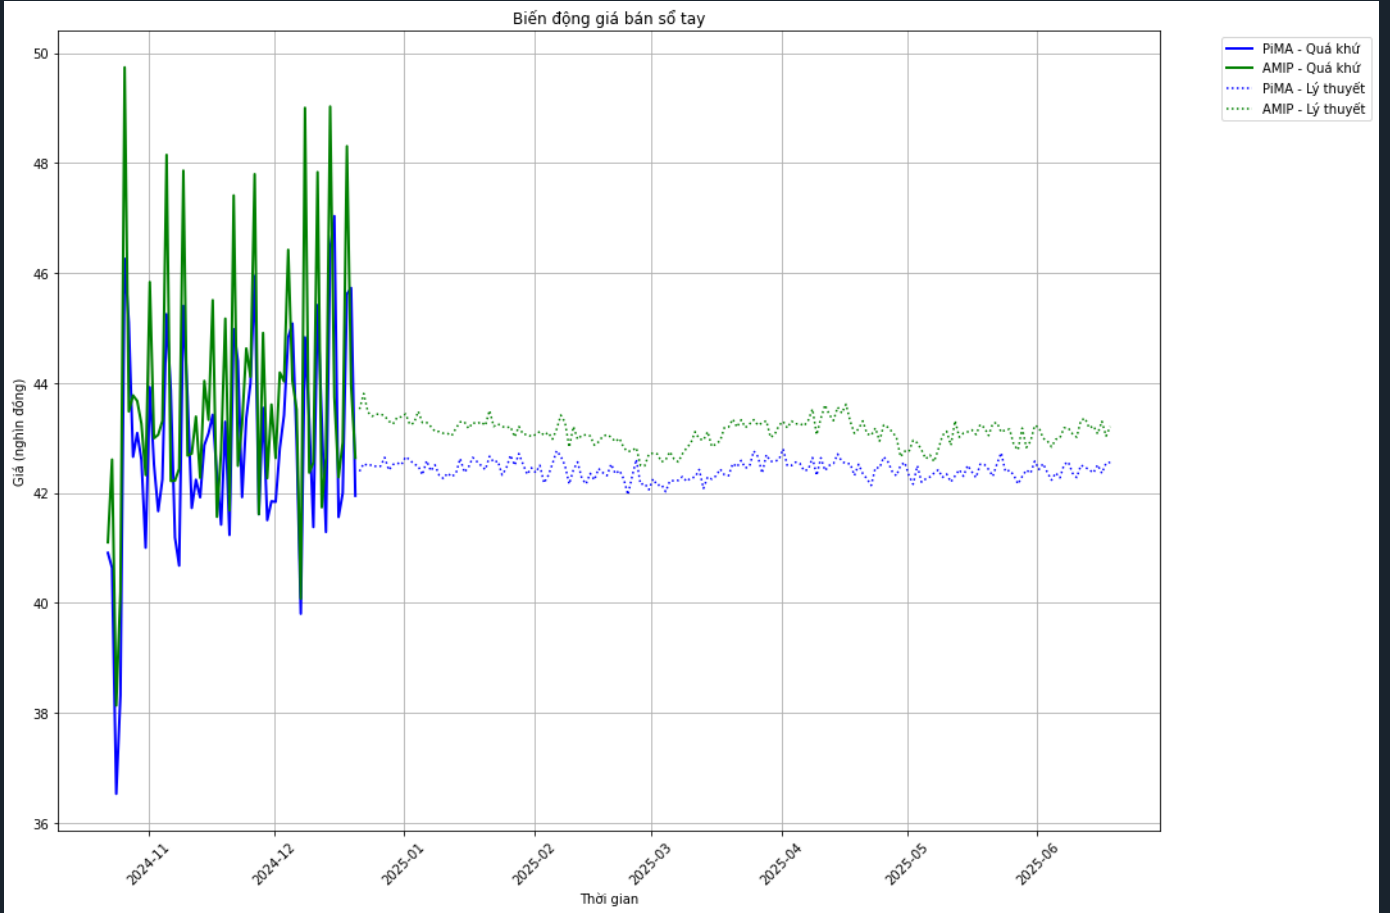 Biến động giá bán sổ tay
PiMA - Quá khứ
AMIP - Quá khứ
PiMA - Lý thuyết
AMIP - Lý thuyết
Giá (nghìn đồng)
50
48
46
44
42
40
38
36
2024-11
2024-12
2025-01
2025-02
2025-03
2025-04
2025-05
2025-06
Thời gian